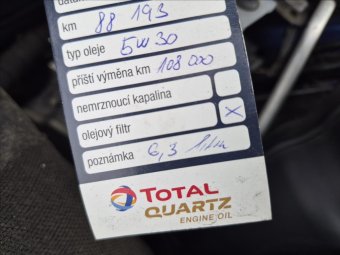 km 88 193
typ oleje 5W30
příští výměna km 108 000
nemrznoucí kapalina
olejový filtr x
poznámka 6,3 litru
TOTAL
QUARTZ
ENGINE OIL